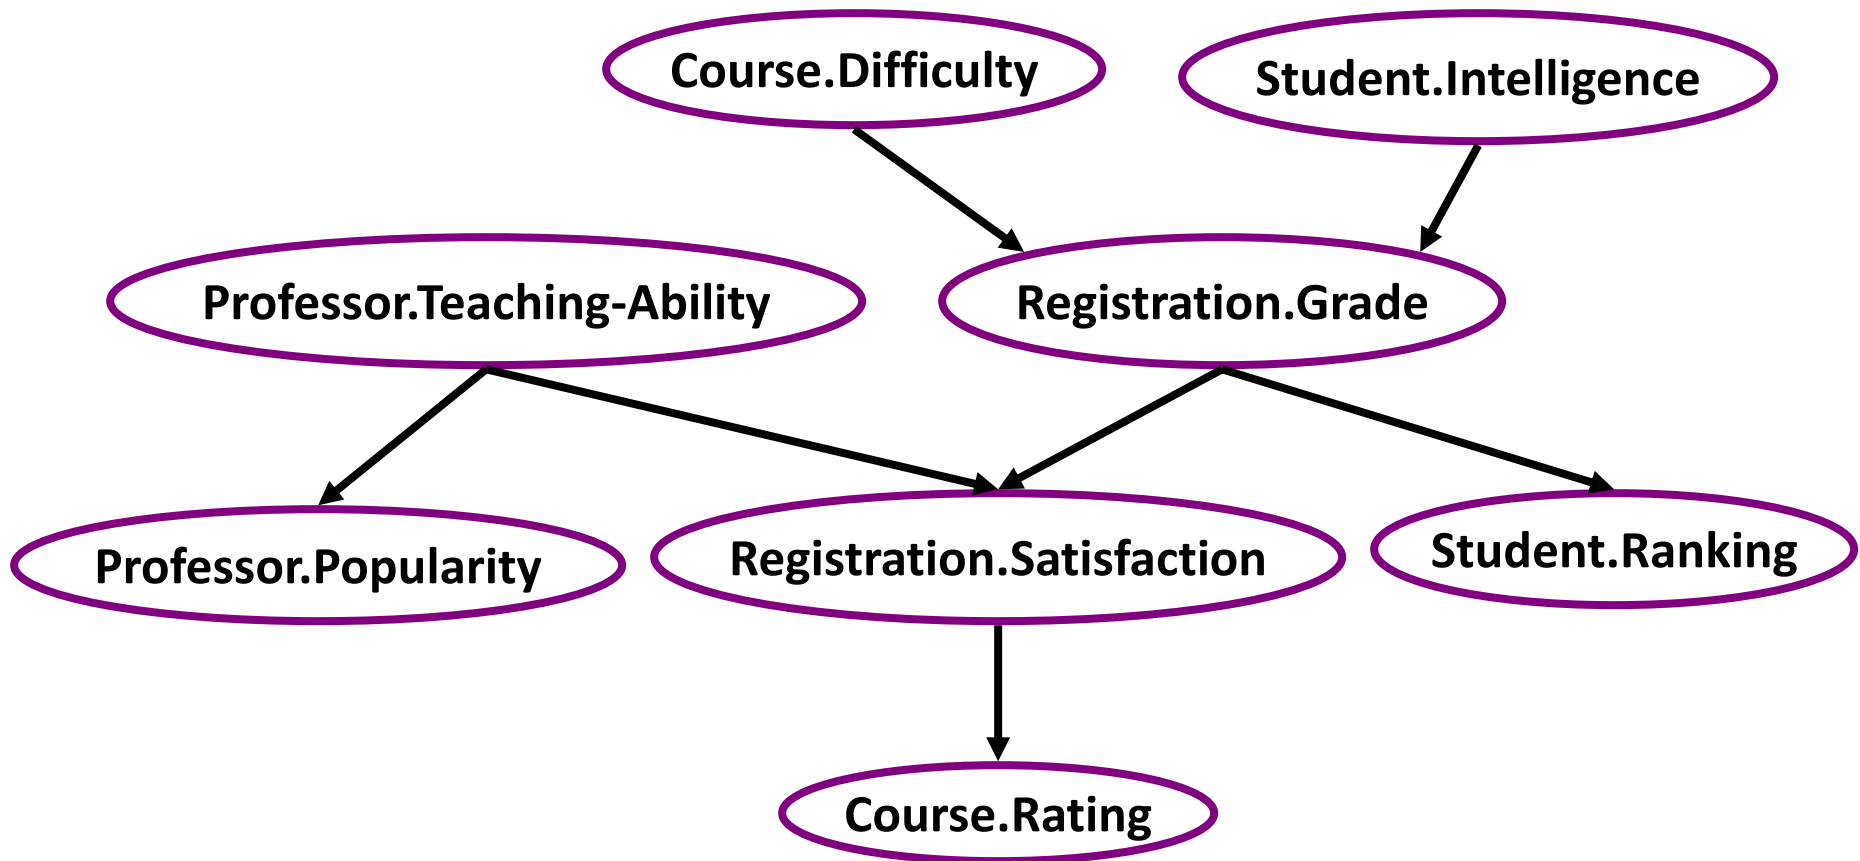 Course.Difficulty
Student.Intelligence
Professor.Teaching-Ability
Registration.Grade
Professor.Popularity
Registration.Satisfaction
Student.Ranking
Course.Rating